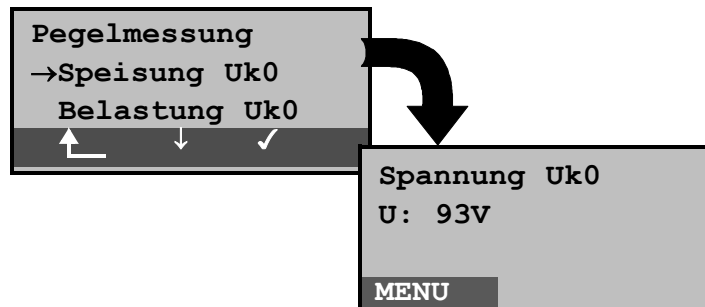 Pegelmessung
→Speisung Uk0
Belastung Uk0
↓ ✓
Spannung Uk0
U: 93V
MENU